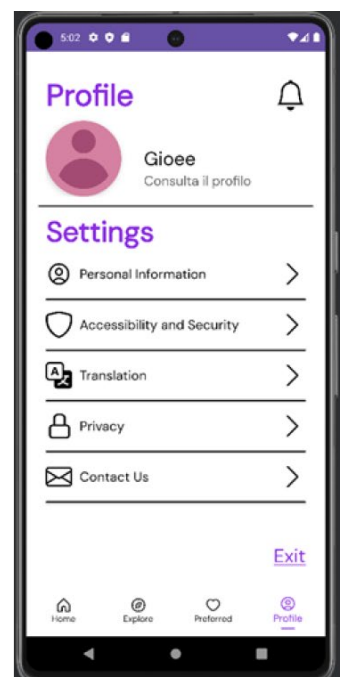 5:02
Profile
Gioee
Consulta il profilo
Settings
Personal Information
Accessibility and Security
Translation
Privacy
Contact Us
Exit
Home Explore Preferred Profile